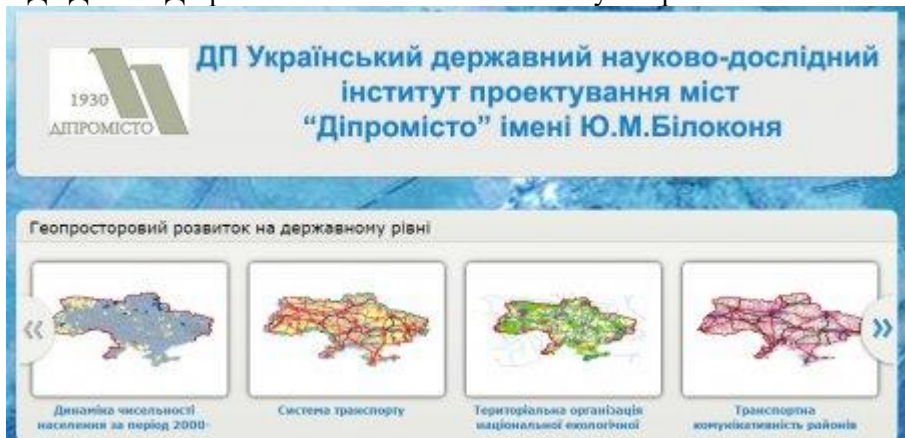 ДП Український державний науково-дослідний
інститут проектування міст
“Діпромісто” імені Ю.М.Білоконя
1930
ДІПРОМІСТО
Геопросторовий розвиток на державному рівні
Динаміка чисельності
населення за період 2000-
Система транспорту
Територіальна організація
національної екологічної
Транспортна
комунікативність районів